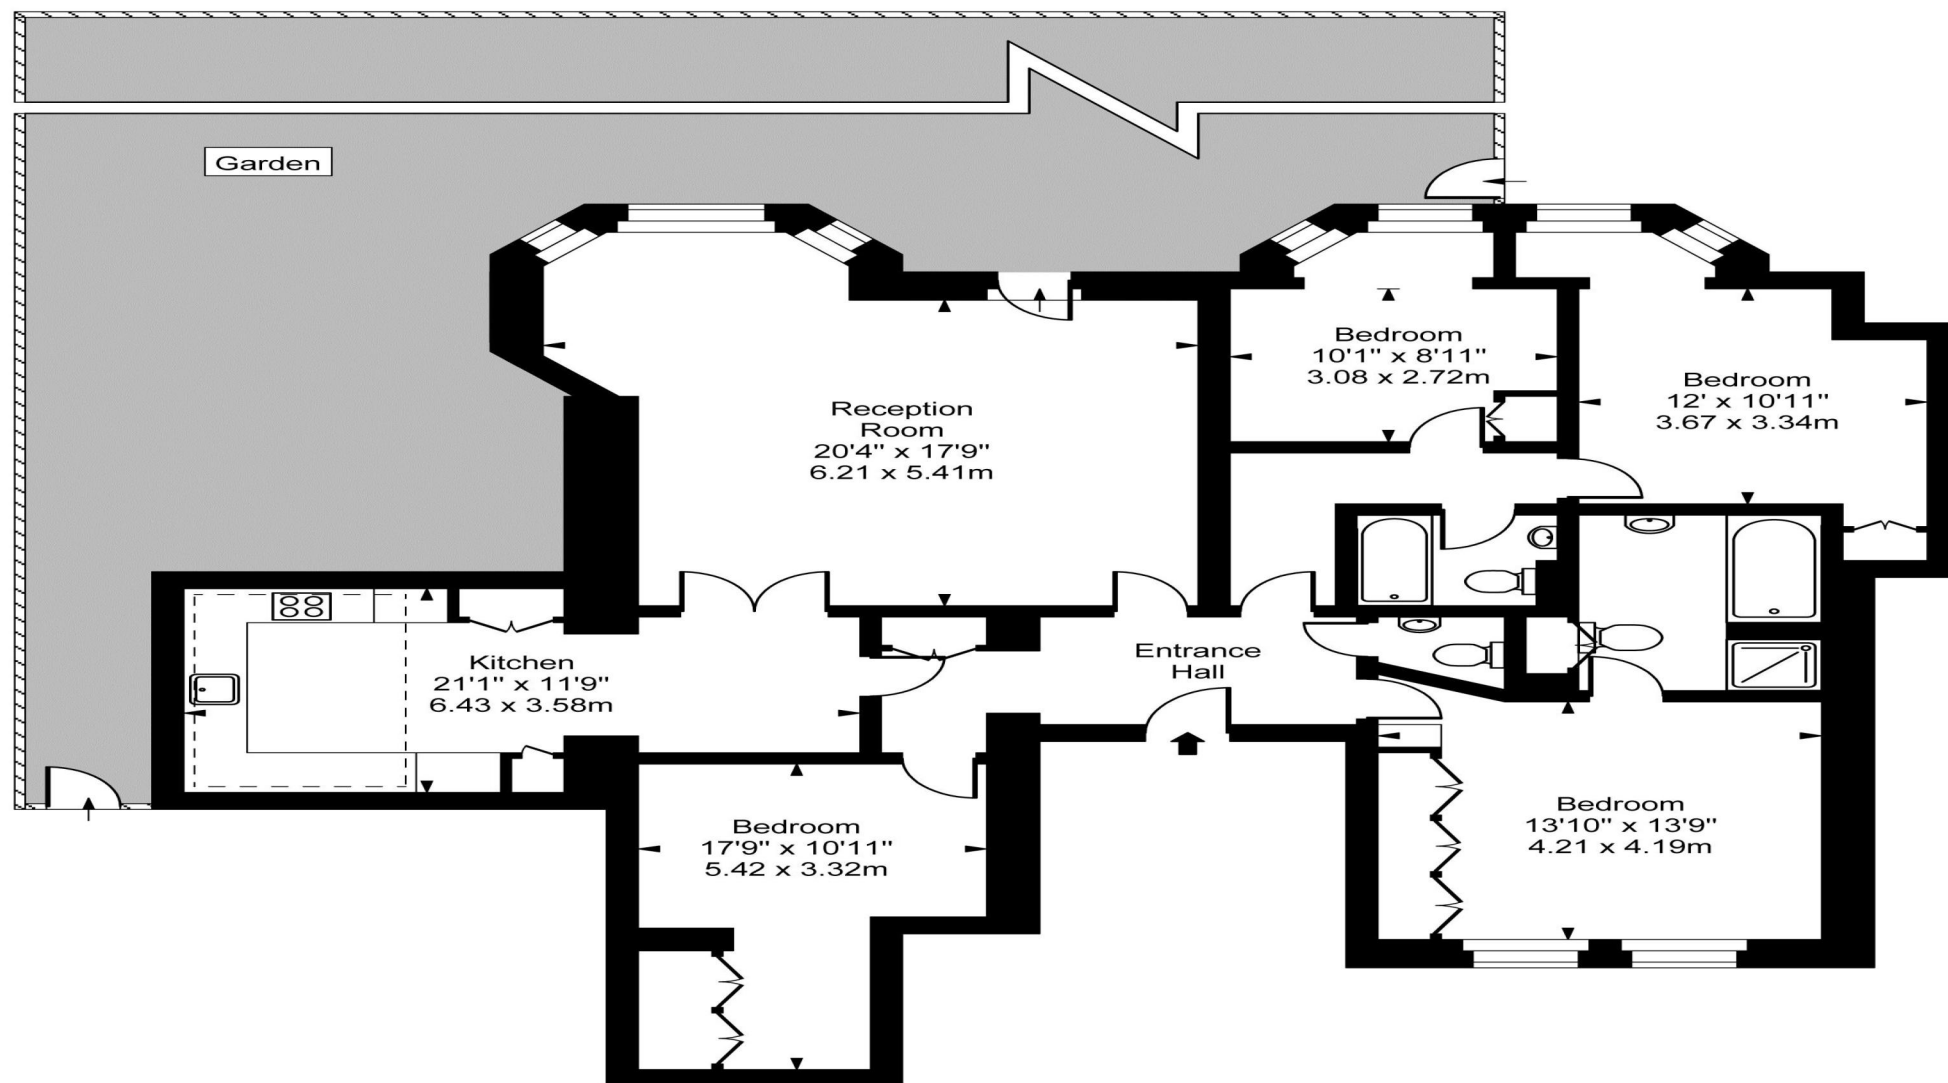 Garden
Reception
Room
20'4" x 17'9"
6.21 x 5.41m
Bedroom
10'1" x 8'11"
3.08 x 2.72m
Bedroom
12' x 10'11"
3.67 x 3.34m
Kitchen
21'1" x 11'9"
6.43 x 3.58m
Entrance
Hall
Bedroom
17'9" x 10'11"
5.42 x 3.32m
Bedroom
13'10" x 13'9"
4.21 x 4.19m